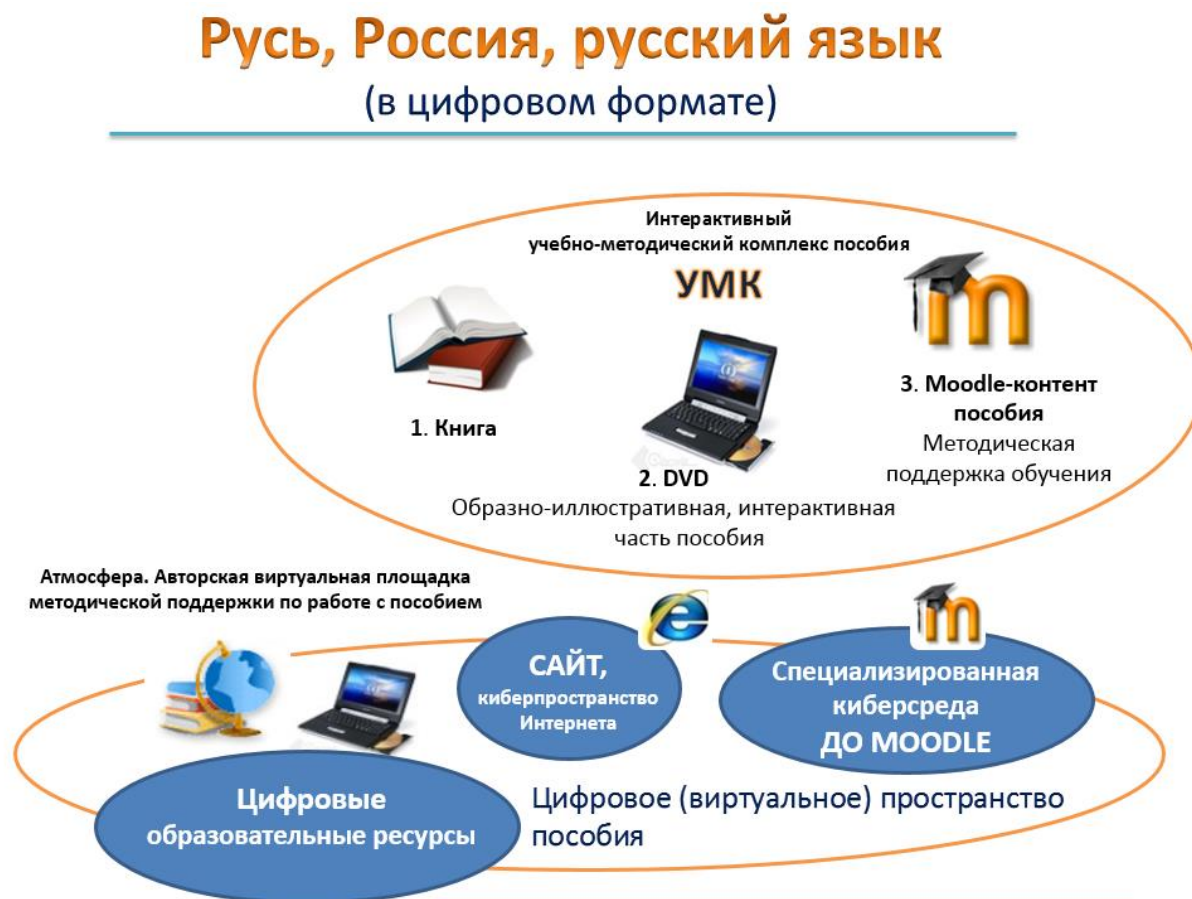 Русь, Россия, русский язык
(в цифровом формате)
Интерактивный
учебно-методический комплекс пособия
УМК
1. Книга
2. DVD
Образно-иллюстративная, интерактивная
часть пособия
3. Moodle-контент
пособия
Методическая
поддержка обучения
Атмосфера. Авторская виртуальная площадка
методической поддержки по работе с пособием
САЙТ,
киберпространство
Интернета
Специализированная
киберсреда
ДО MOODLE
Цифровые
образовательные ресурсы
Цифровое (виртуальное) пространство
пособия